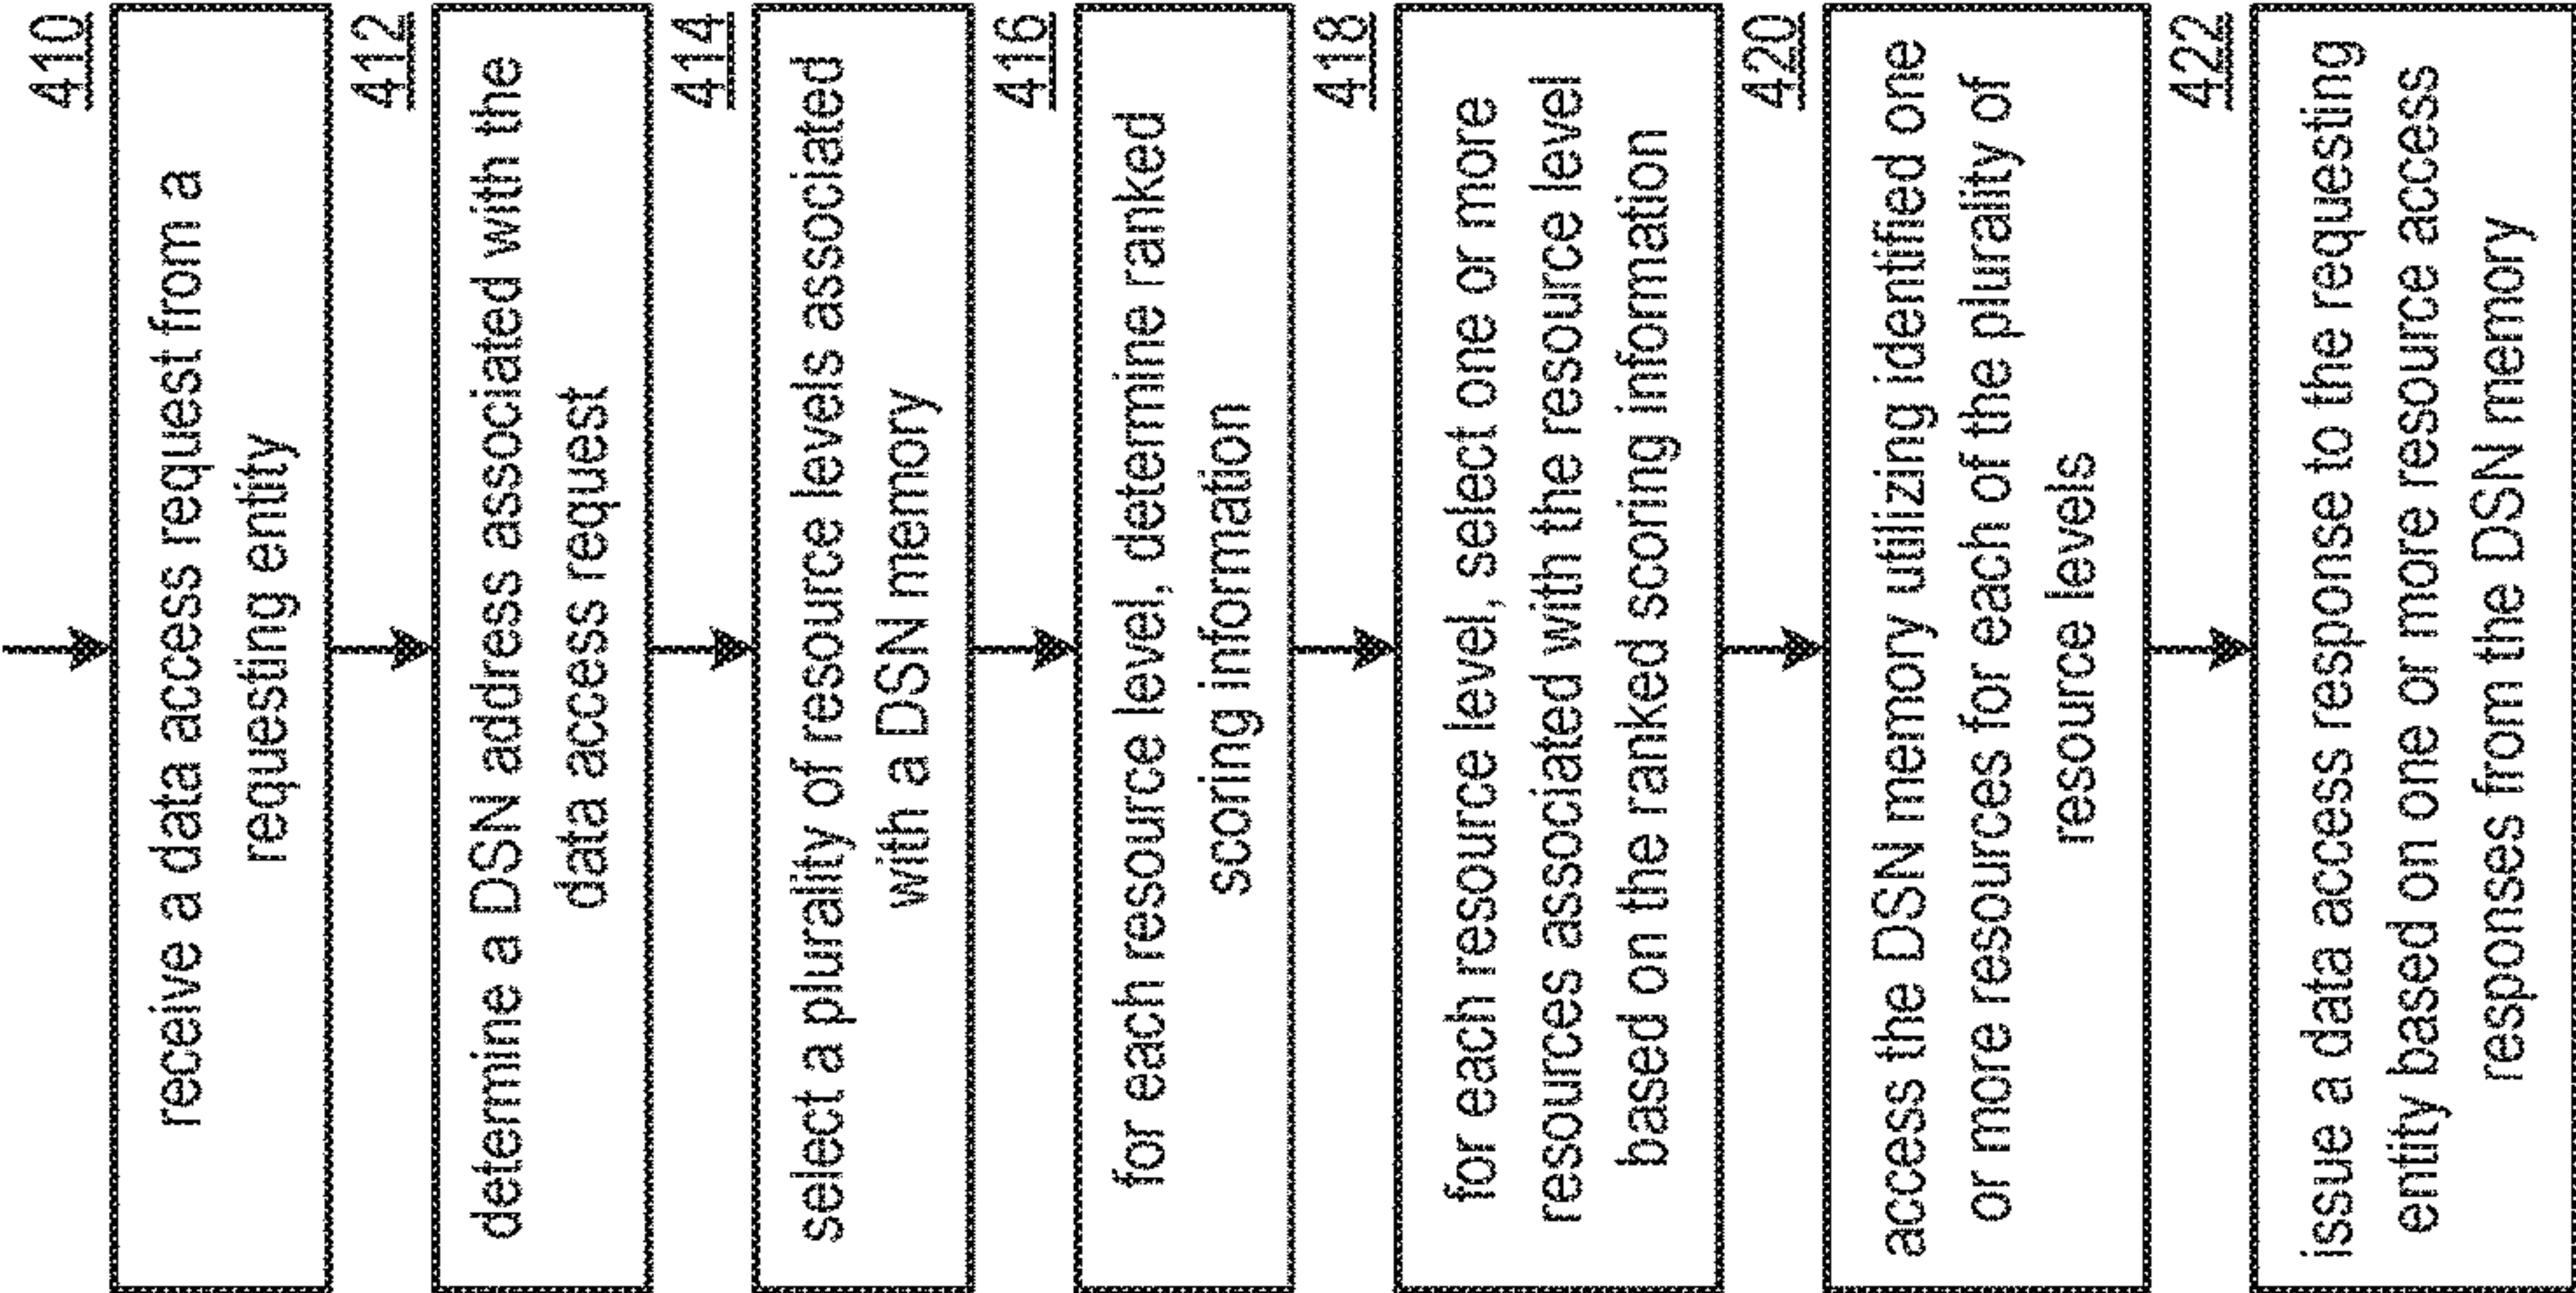 410
receive a data access request from a
requesting entity
412
determine a DSN address associated with the
data access request
414
select a plurality of resource levels associated
with a DSN memory
416
for each resource level, determine ranked
scoring information
418
for each resource level, select one or more
resources associated with the resource level
based on the ranked scoring information
420
access the DSN memory utilizing identified one
or more resources for each of the plurality of
resource levels
422
issue a data access response to the requesting
entity based on one or more resource access
responses from the DSN memory